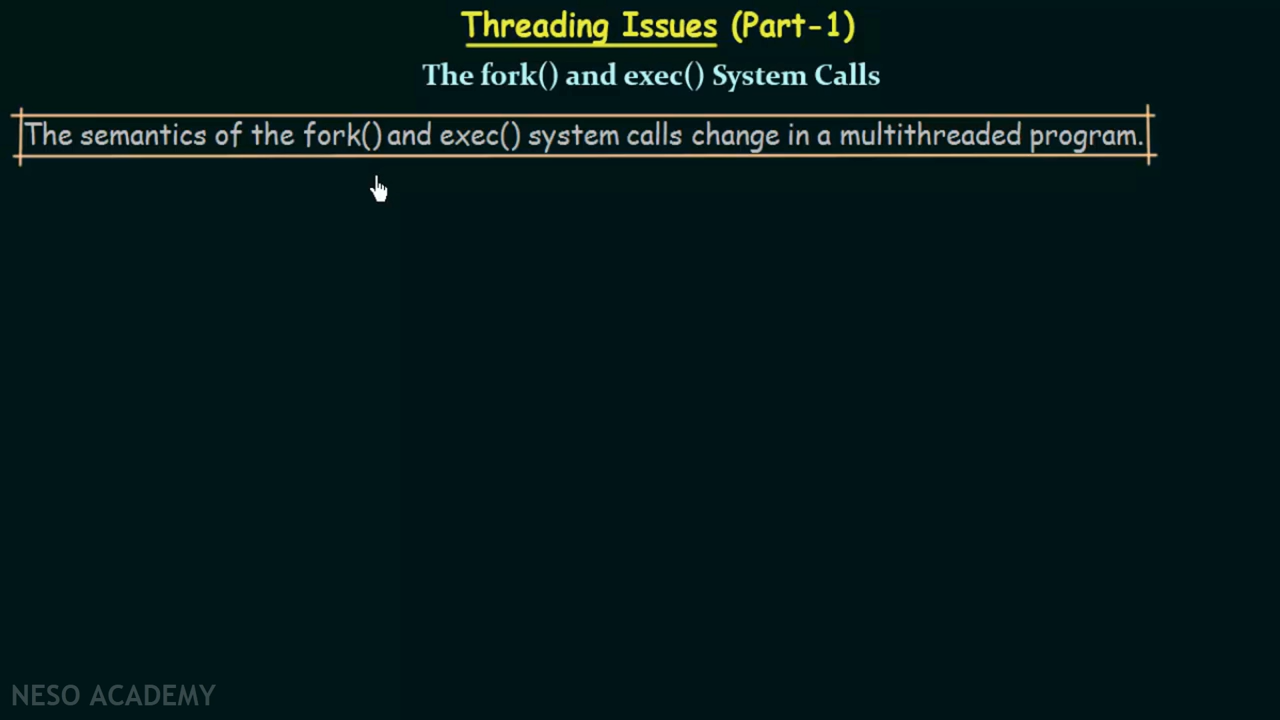 Threading Issues (Part-1)
The fork() and exec() System Calls
The semantics of the fork() and exec() system calls change in a multithreaded program.
NESO ACADEMY